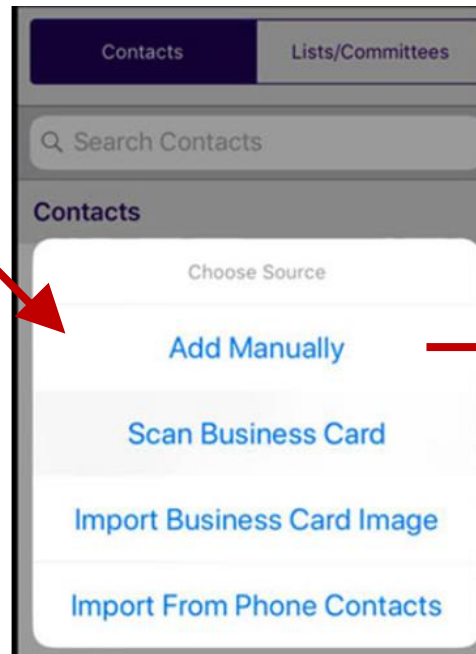 Contacts
Lists/Committees
Search Contacts
Contacts
Choose Source
Add Manually
Scan Business Card
Import Business Card Image
Import From Phone Contacts